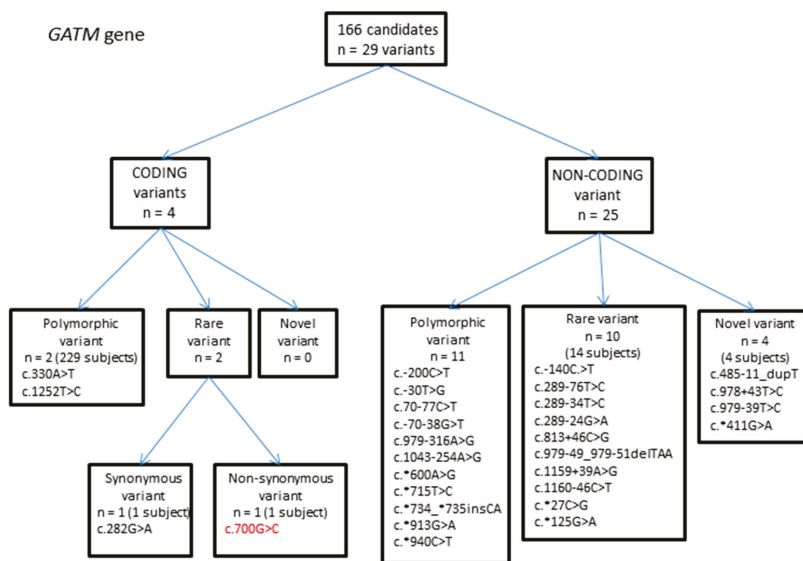 GATM gene
166 candidates
n = 29 variants
CODING
variants
n = 4
NON-CODING
variant
n = 25
Polymorphic
variant
n = 2 (229 subjects)
c.330A>T
c.1252T>C
Rare
variant
n = 2
Novel
variant
n = 0
Synonymous
variant
n = 1 (1 subject)
c.282G>A
Non-synonymous
variant
n = 1 (1 subject)
c.700G>C
Polymorphic
variant
n = 11
c.-200C>T
c.-30T>G
c.70-77C>T
c.-70-38G>T
c.979-316A>G
c.1043-254A>G
c.*600A>G
c.*715T>C
c.*734_*735insCA
c.*913G>A
c.*940C>T
Rare variant
n = 10
(14 subjects)
c.-140C.>T
c.289-76T>C
c.289-34T>C
c.289-24G>A
c.813+46C>G
c.979-49_979-51delTAA
c.1159+39A>G
c.1160-46C>T
c.*27C>G
c.*125G>A
Novel variant
n = 4
(4 subjects)
c.485-11_dupT
c.978+43T>C
c.979-39T>C
c.*411G>A